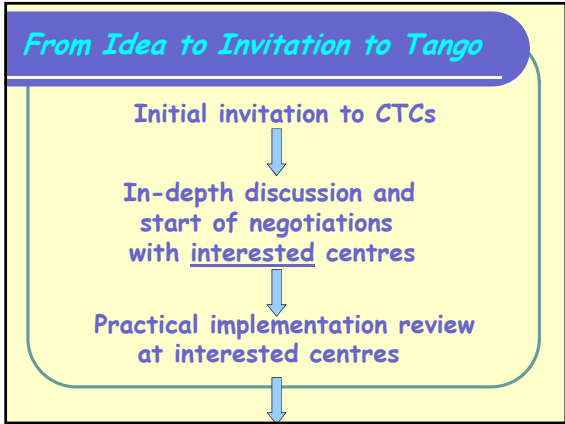 From Idea to Invitation to Tango
Initial invitation to CTCs
In-depth discussion and
start of negotiations
with interested centres
Practical implementation review
at interested centres